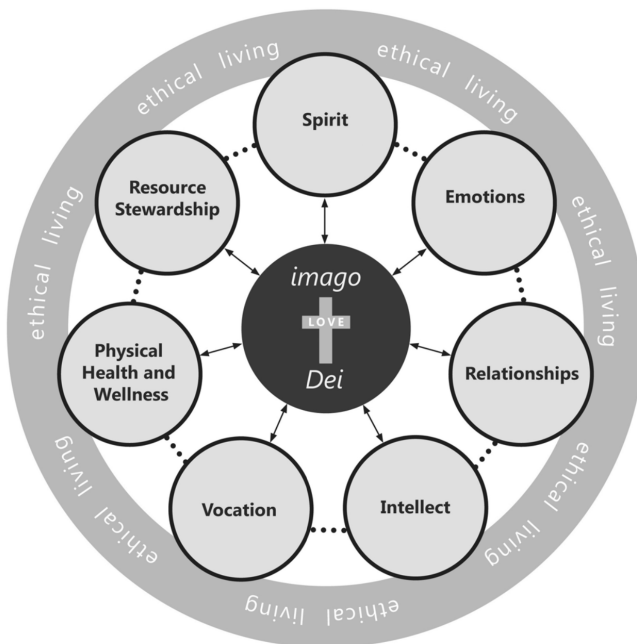 ethical living
ethical living
ethical living
ethical living
ethical living
ethical living
ethical living
Spirit
Emotions
Relationships
Intellect
Vocation
Physical
Health and
Wellness
Resource
Stewardship
imago
LOVE
Dei